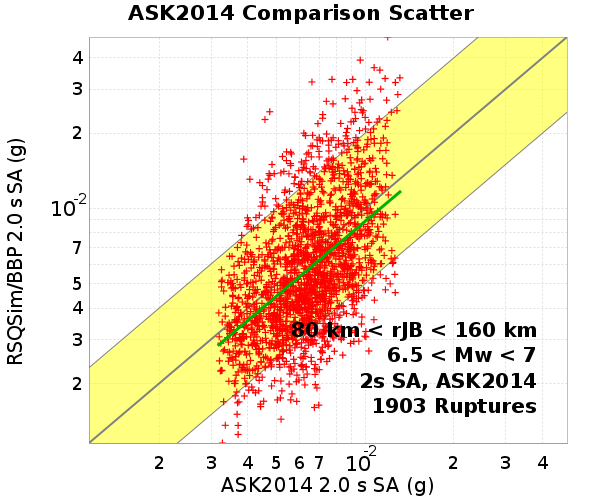 ASK2014 Comparison Scatter
RSQSim/BBP 2.0 s SA (g)
4
3
2
10-2
7
5
4
3
2
80 km < rJB < 160 km
6.5 < Mw < 7
2s SA, ASK2014
1903 Ruptures
2 3 4 5 6 7 10-2 2 3 4
ASK2014 2.0 s SA (g)